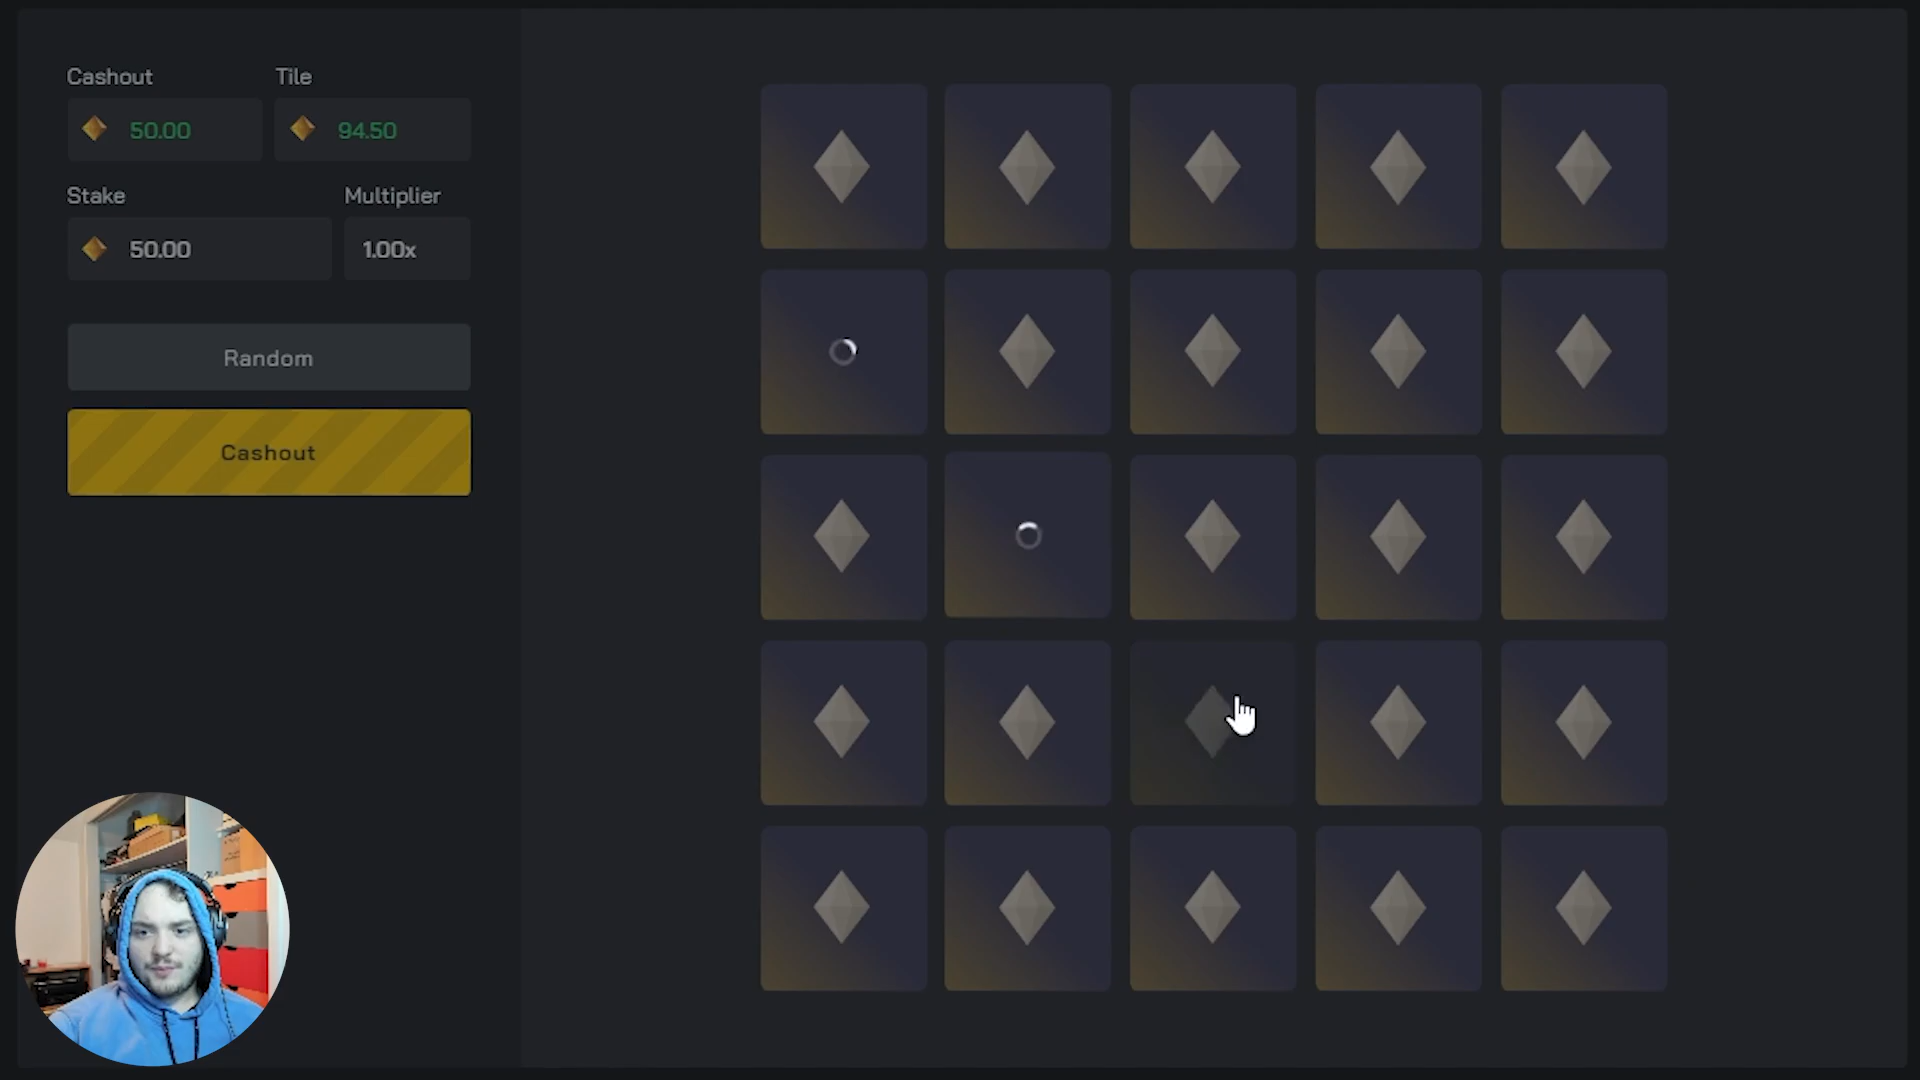 Cashout Tile
50.00 94.50
Stake Multiplier
50.00 1.00x
Random
Cashout